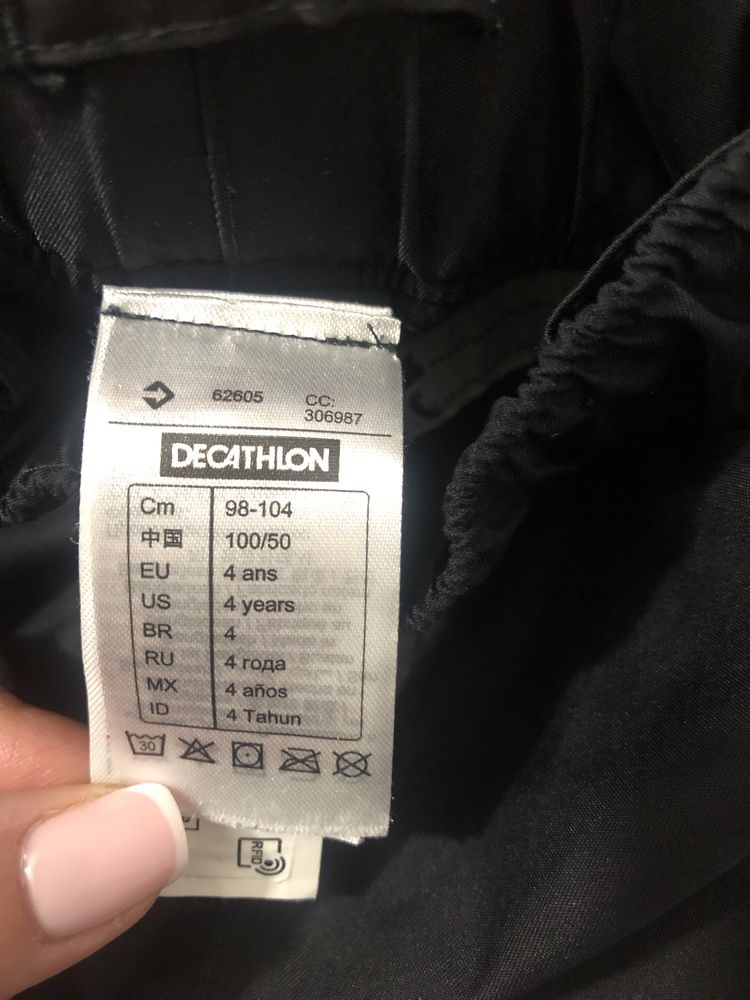 62605 CC:
306987
DECATHLON
Cm 98-104
中国 100/50
EU 4 ans
US 4 years
BR 4
RU 4 года
MX 4 años
ID 4 Tahun
30
RFID